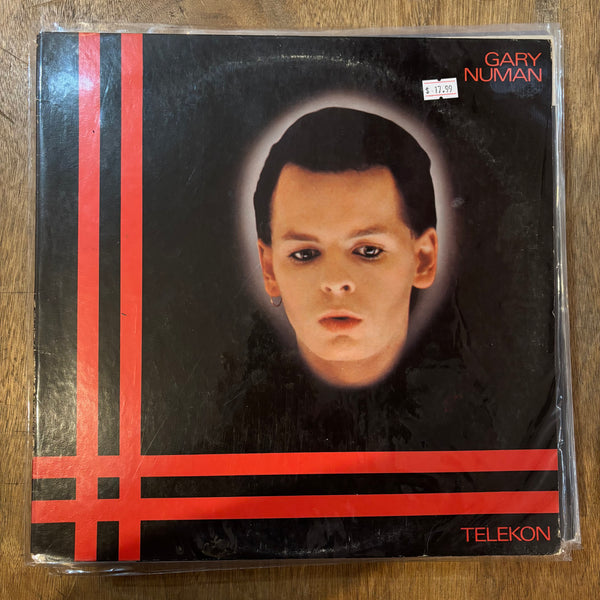 GARY
NUMAN
$ 17.99
TELEKON